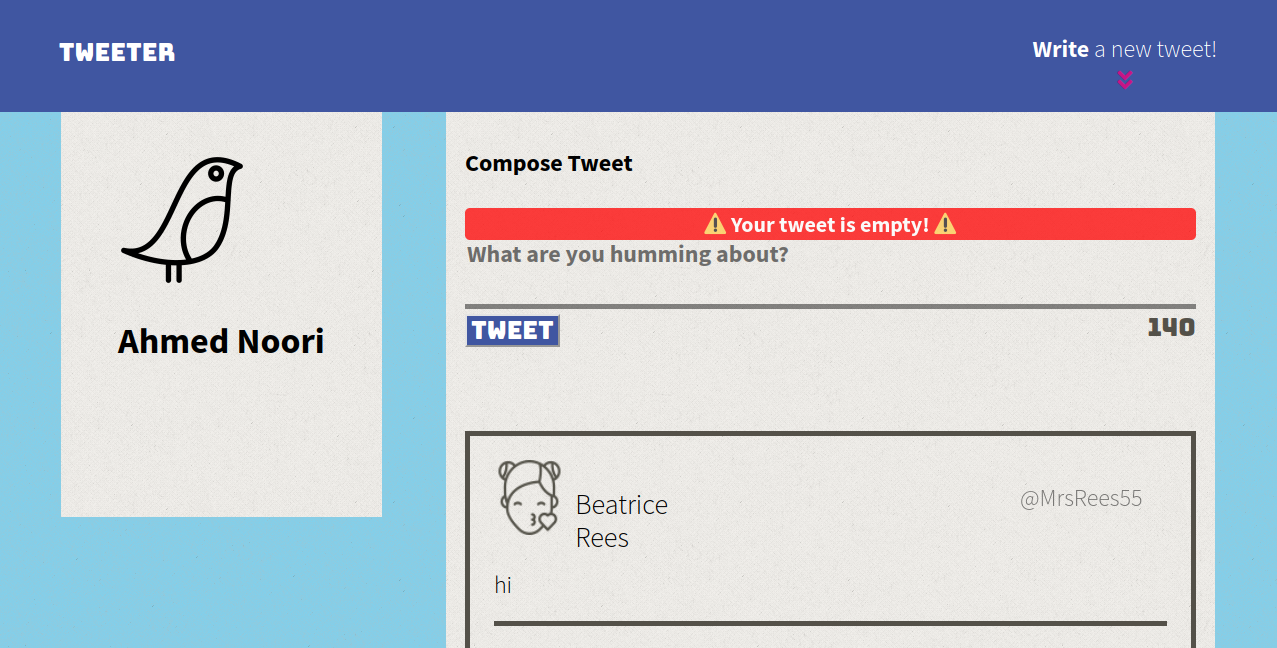 TWEETER
Write a new tweet!
Ahmed Noori
Compose Tweet
⚠️ Your tweet is empty! ⚠️
What are you humming about?
TWEET
140
Beatrice
Rees
@MrsRees55
hi